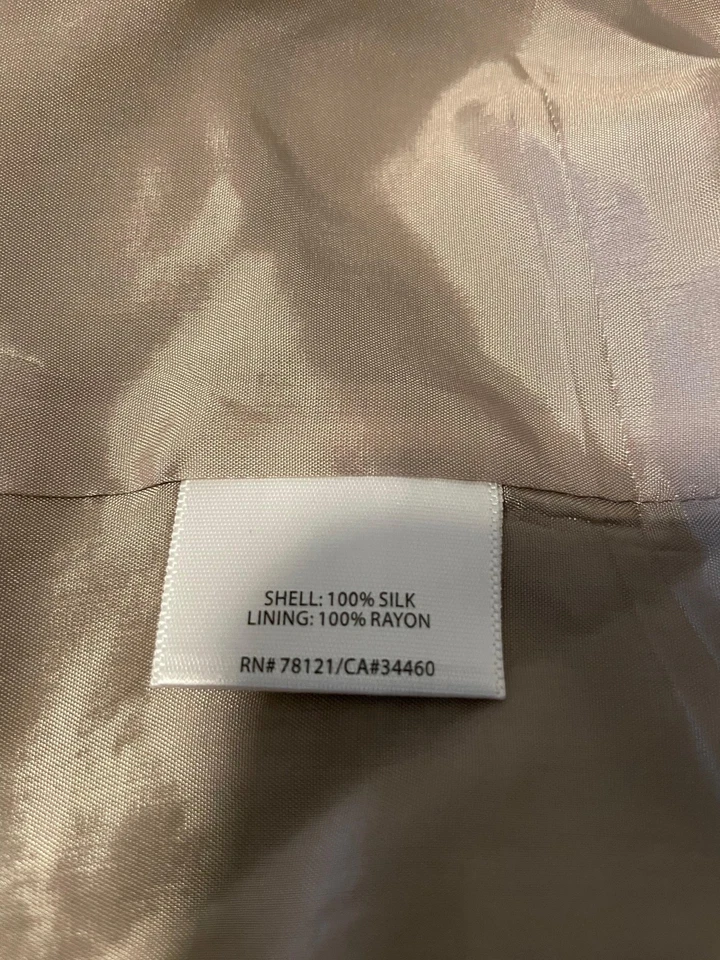 SHELL: 100% SILK
LINING: 100% RAYON
RN# 78121/CA#34460